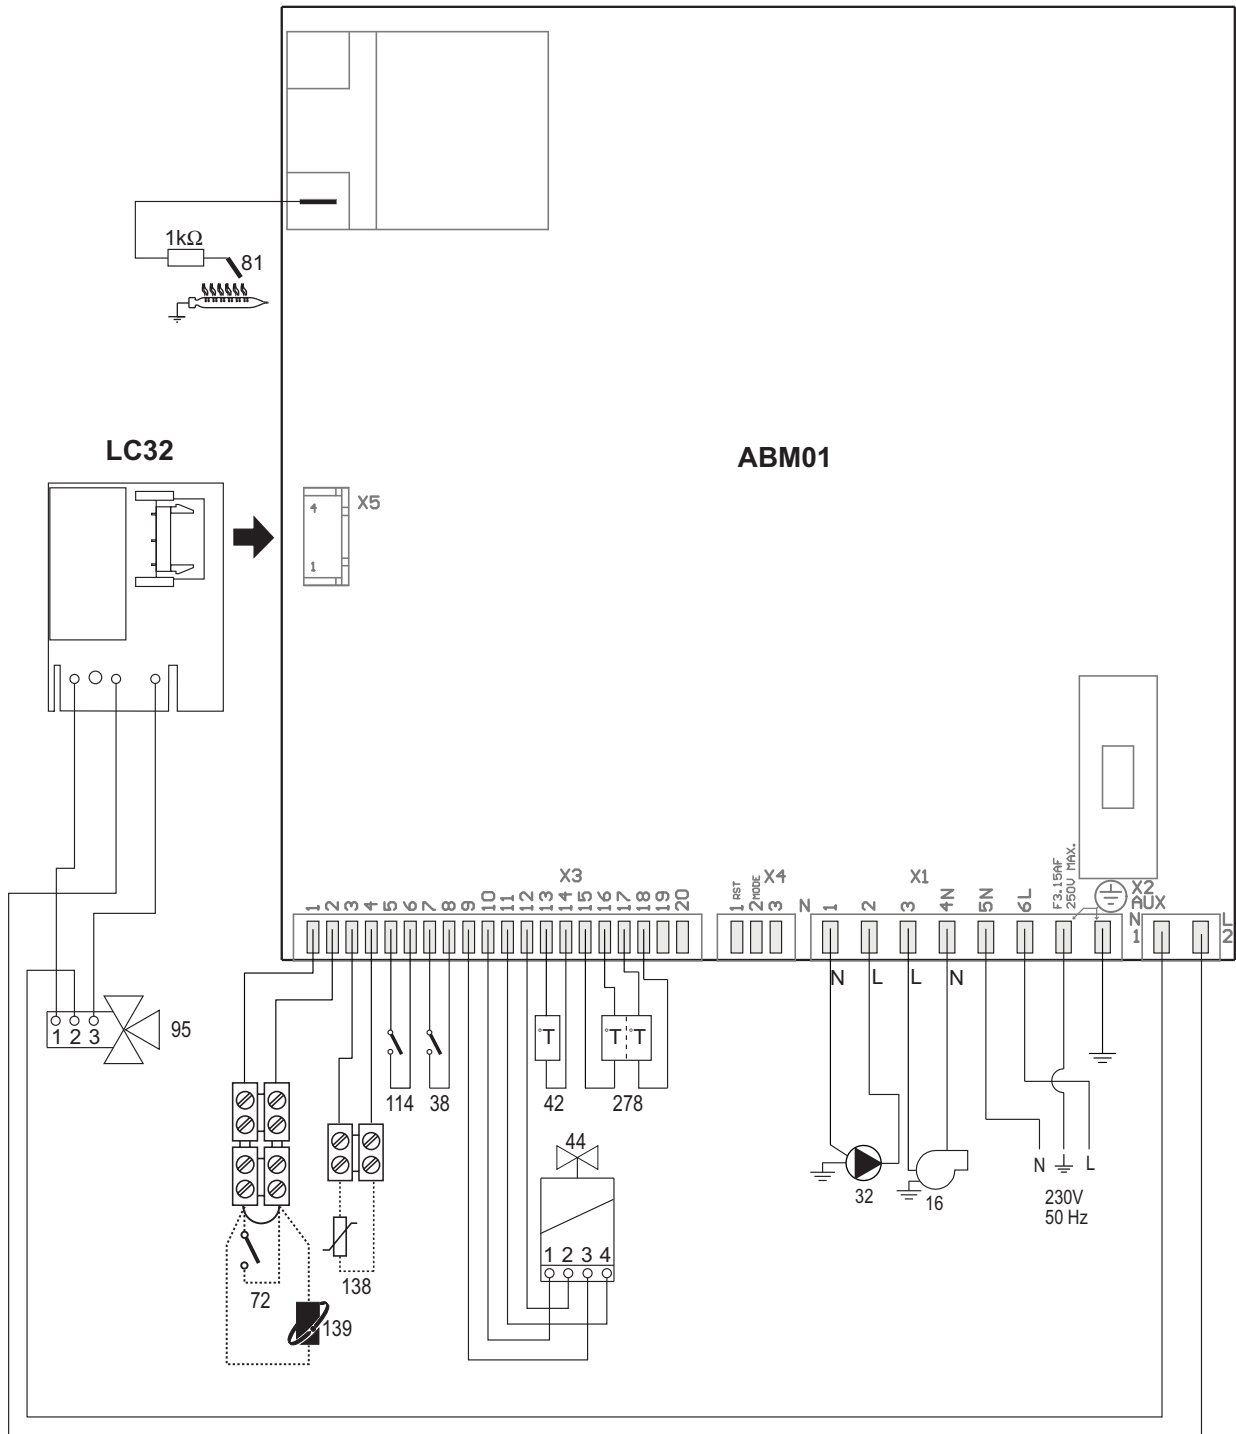 1kΩ
81
LC32
ABM01
4
X5
1
F3.15AF
250V MAX.
X3
X4
X1
X2
AUX
1 2 3 4 5 6 7 8 9 10 11 12 13 14 15 16 17 18 19 20
1 RST
2 MODE
3
N
1 2 3 4N 5N 6L
N
1
L
2
N L L N
1 2 3
95
°T
°T °T
114
38
42
278
44
32
16
N L
230V
50 Hz
1 2 3 4
72
138
139